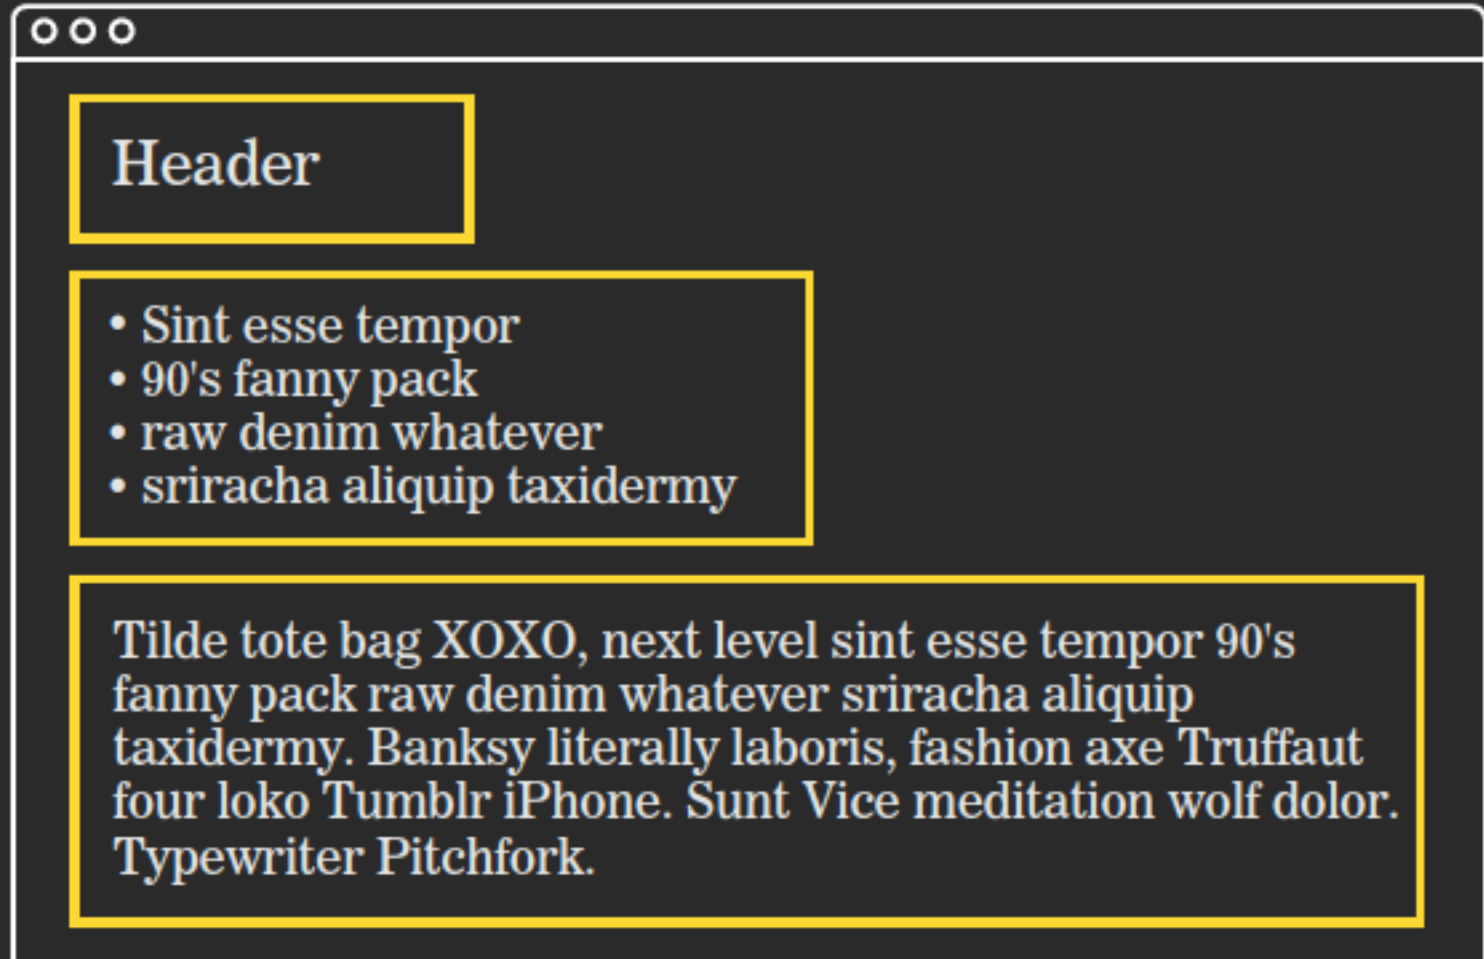 Header
• Sint esse tempor
• 90's fanny pack
• raw denim whatever
• sriracha aliquip taxidermy
Tilde tote bag XOXO, next level sint esse tempor 90's
fanny pack raw denim whatever sriracha aliquip
taxidermy. Banksy literally laboris, fashion axe Truffaut
four loko Tumblr iPhone. Sunt Vice meditation wolf dolor.
Typewriter Pitchfork.